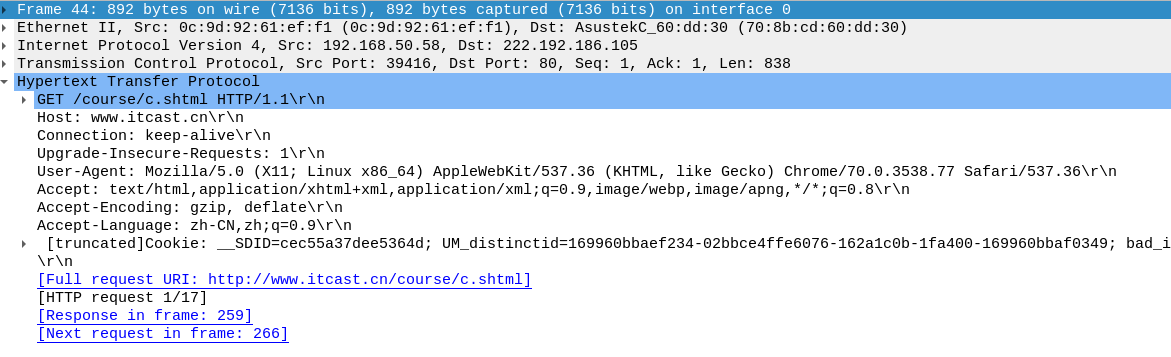 Frame 44: 892 bytes on wire (7136 bits), 892 bytes captured (7136 bits) on interface 0
Ethernet II, Src: 0c:9d:92:61:ef:f1 (0c:9d:92:61:ef:f1), Dst: AsustekC_60:dd:30 (70:8b:cd:60:dd:30)
Internet Protocol Version 4, Src: 192.168.50.58, Dst: 222.192.186.105
Transmission Control Protocol, Src Port: 39416, Dst Port: 80, Seq: 1, Ack: 1, Len: 838
Hypertext Transfer Protocol
GET /course/c.shtml HTTP/1.1\r\n
Host: www.itcast.cn\r\n
Connection: keep-alive\r\n
Upgrade-Insecure-Requests: 1\r\n
User-Agent: Mozilla/5.0 (X11; Linux x86_64) AppleWebKit/537.36 (KHTML, like Gecko) Chrome/70.0.3538.77 Safari/537.36\r\n
Accept: text/html,application/xhtml+xml,application/xml;q=0.9,image/webp,image/apng,*/*;q=0.8\r\n
Accept-Encoding: gzip, deflate\r\n
Accept-Language: zh-CN,zh;q=0.9\r\n
[truncated]Cookie: __SDID=cec55a37dee5364d; UM_distinctid=169960bbaef234-02bbce4ffe6076-162a1c0b-1fa400-169960bbaf0349; bad_i
\r\n
[Full request URI: http://www.itcast.cn/course/c.shtml]
[HTTP request 1/17]
[Response in frame: 259]
[Next request in frame: 266]